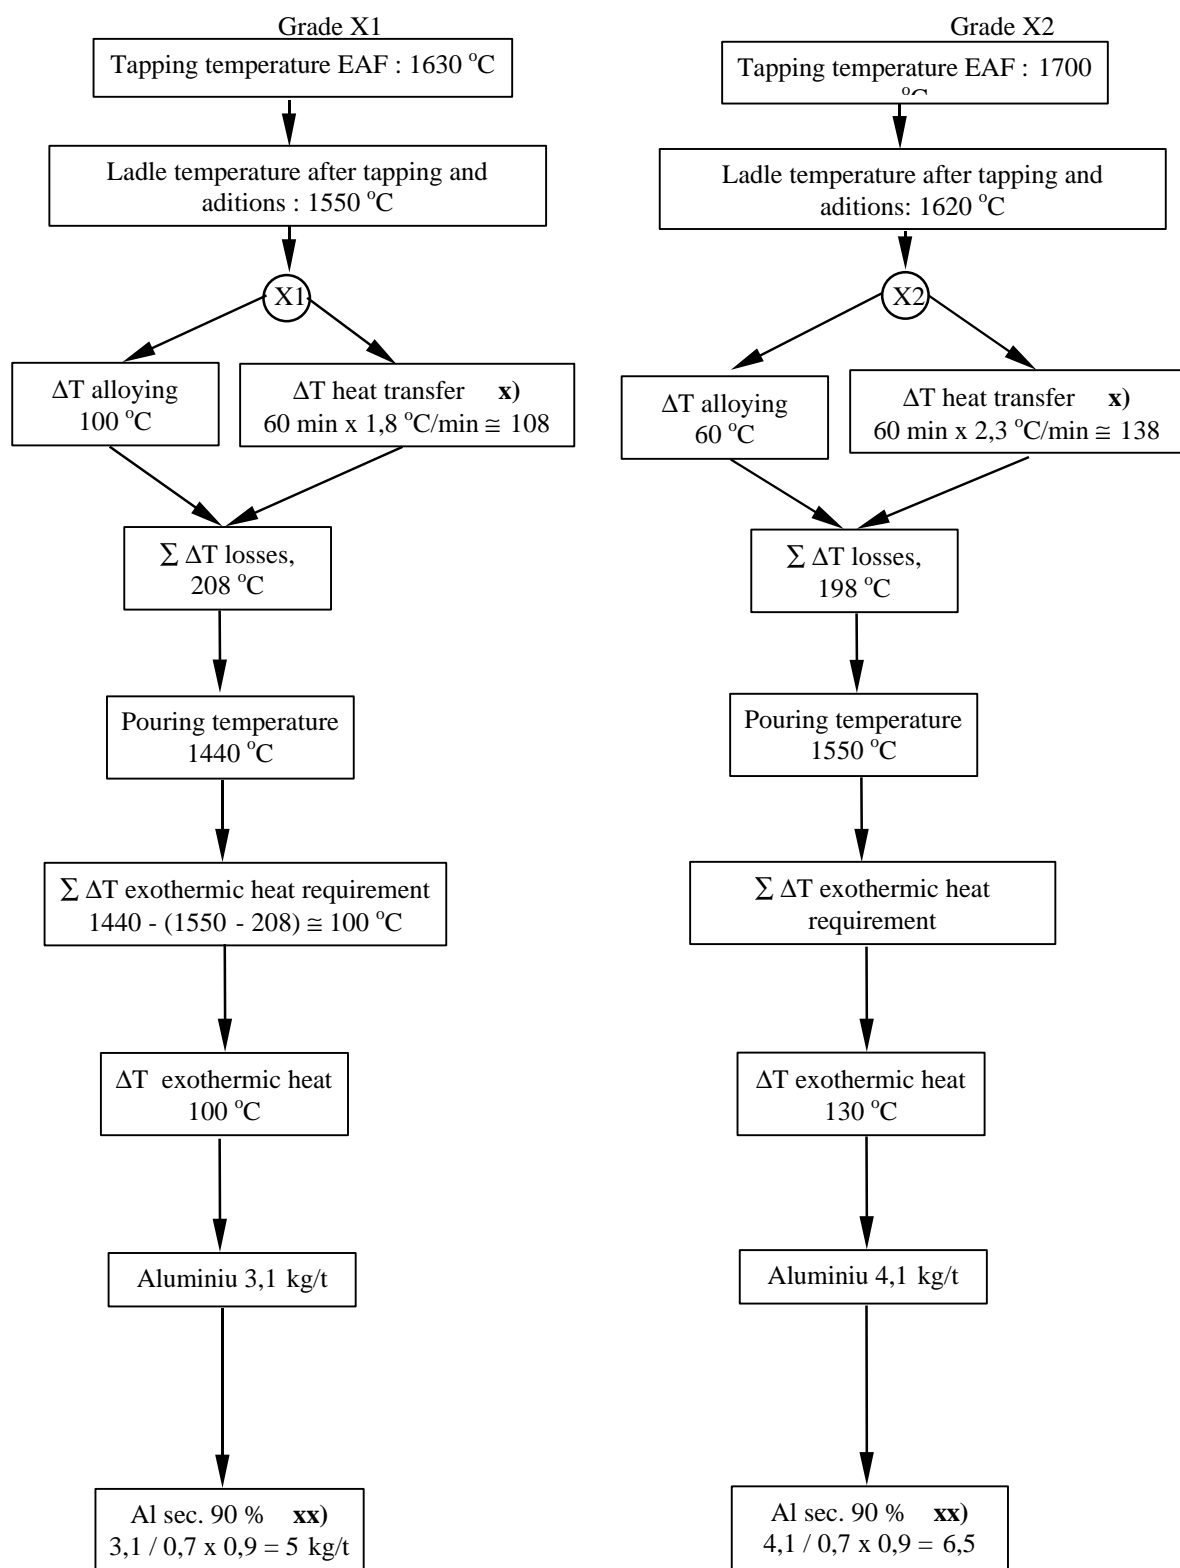 Grade X1
Tapping temperature EAF : 1630 °C
Ladle temperature after tapping and
aditions : 1550 °C
X1
ΔT alloying
100 °C
ΔT heat transfer x)
60 min x 1,8 °C/min ≅ 108
∑ ΔT losses,
208 °C
Pouring temperature
1440 °C
∑ ΔT exothermic heat requirement
1440 - (1550 - 208) ≅ 100 °C
ΔT exothermic heat
100 °C
Aluminiu 3,1 kg/t
Al sec. 90 % xx)
3,1 / 0,7 x 0,9 = 5 kg/t
Grade X2
Tapping temperature EAF : 1700
°C
Ladle temperature after tapping and
aditions: 1620 °C
X2
ΔT alloying
60 °C
ΔT heat transfer x)
60 min x 2,3 °C/min ≅ 138
∑ ΔT losses,
198 °C
Pouring temperature
1550 °C
∑ ΔT exothermic heat
requirement
ΔT exothermic heat
130 °C
Aluminiu 4,1 kg/t
Al sec. 90 % xx)
4,1 / 0,7 x 0,9 = 6,5